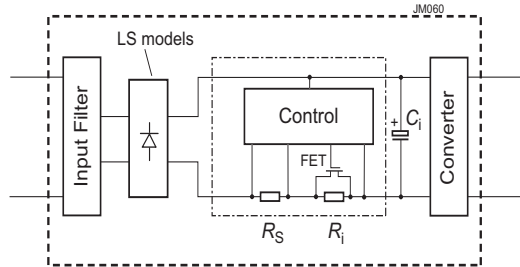 JM060
LS models
Input Filter
Control
FET
+
Ci
Converter
RS
Ri